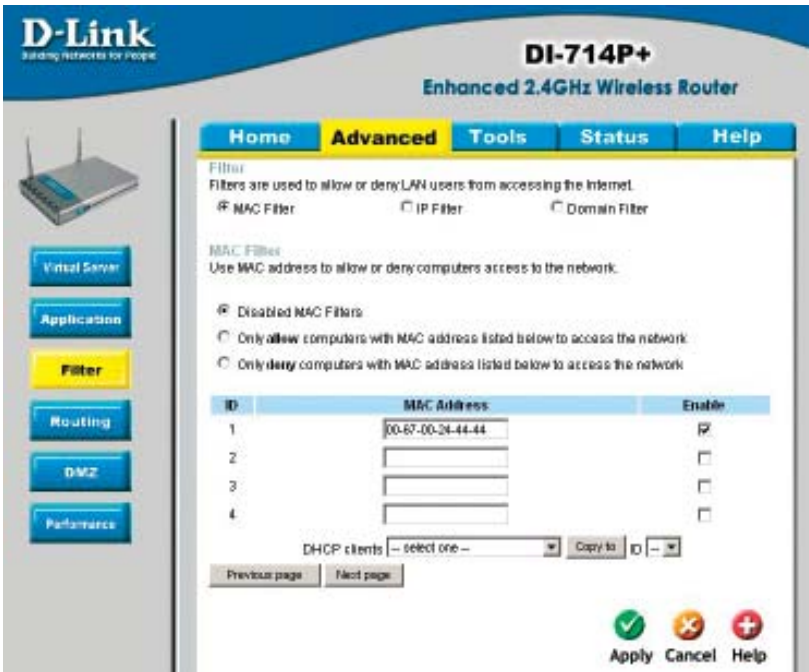 D-Link
Building Networks for People
DI-714P+
Enhanced 2.4GHz Wireless Router
Home Advanced Tools Status Help
Filter
Filters are used to allow or deny LAN users from accessing the Internet.
MAC Filter IP Filter Domain Filter
MAC Filter
Use MAC address to allow or deny computers access to the network.
Disabled MAC Filters
Only allow computers with MAC address listed below to access the network
Only deny computers with MAC address listed below to access the network
ID MAC Address Enable
1 00-67-00-24-44-44
2
3
4
DHCP clients -- select one -- Copy to ID --
Previous page Next page
Apply Cancel Help
Virtual Server
Application
Filter
Routing
DMZ
Performance